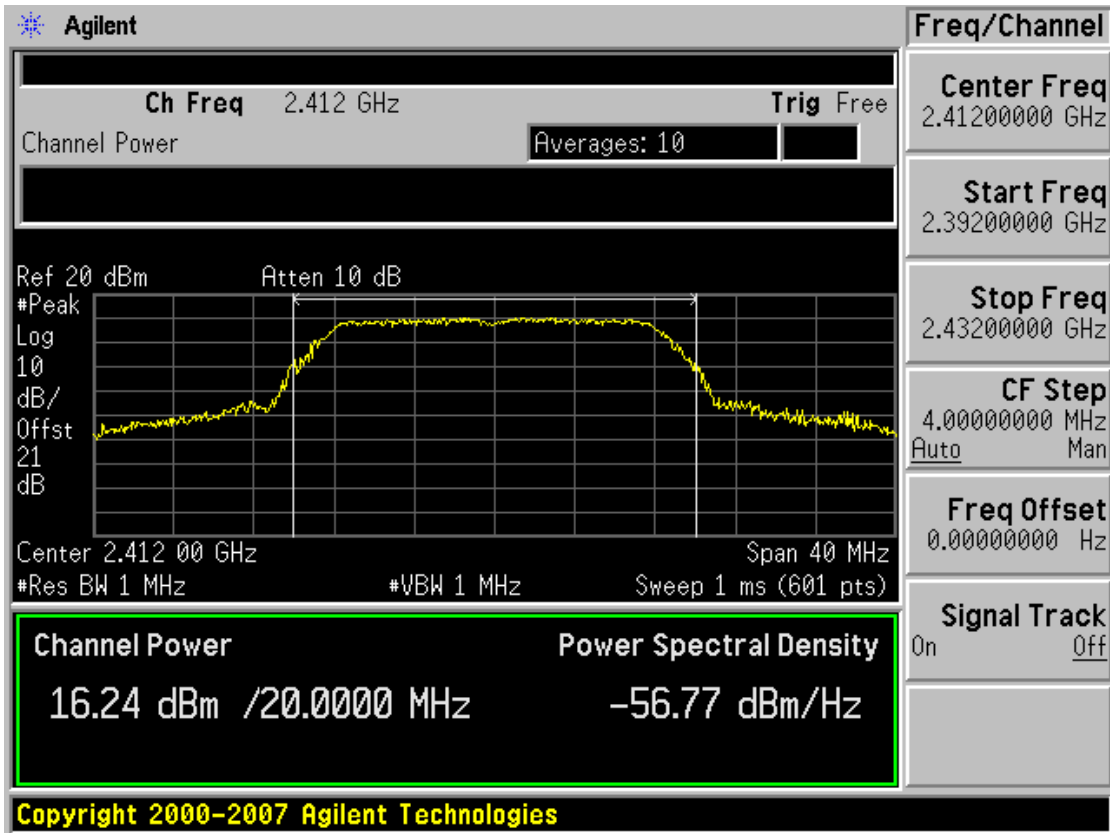 Agilent
Freq/Channel
Ch Freq 2.412 GHz Trig Free
Channel Power Averages: 10
Ref 20 dBm Atten 10 dB
#Peak
Log
10
dB/
Offst
21
dB
Center 2.412 00 GHz Span 40 MHz
#Res BW 1 MHz #VBW 1 MHz Sweep 1 ms (601 pts)
Channel Power Power Spectral Density
16.24 dBm /20.0000 MHz -56.77 dBm/Hz
Copyright 2000-2007 Agilent Technologies
Center Freq
2.41200000 GHz
Start Freq
2.39200000 GHz
Stop Freq
2.43200000 GHz
CF Step
4.00000000 MHz
Auto Man
Freq Offset
0.00000000 Hz
Signal Track
On Off